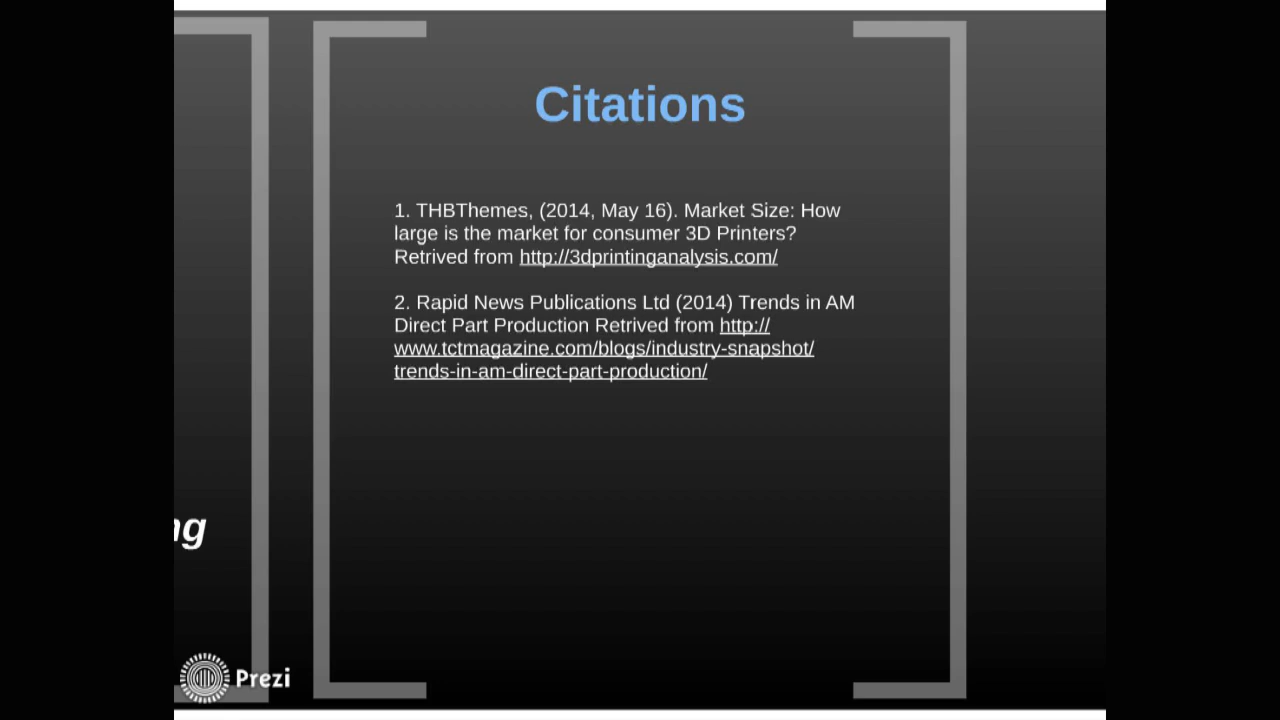 Citations
1. THBThemes, (2014, May 16). Market Size: How
large is the market for consumer 3D Printers?
Retrived from http://3dprintinganalysis.com/
2. Rapid News Publications Ltd (2014) Trends in AM
Direct Part Production Retrived from http://
www.tctmagazine.com/blogs/industry-snapshot/
trends-in-am-direct-part-production/
Prezi